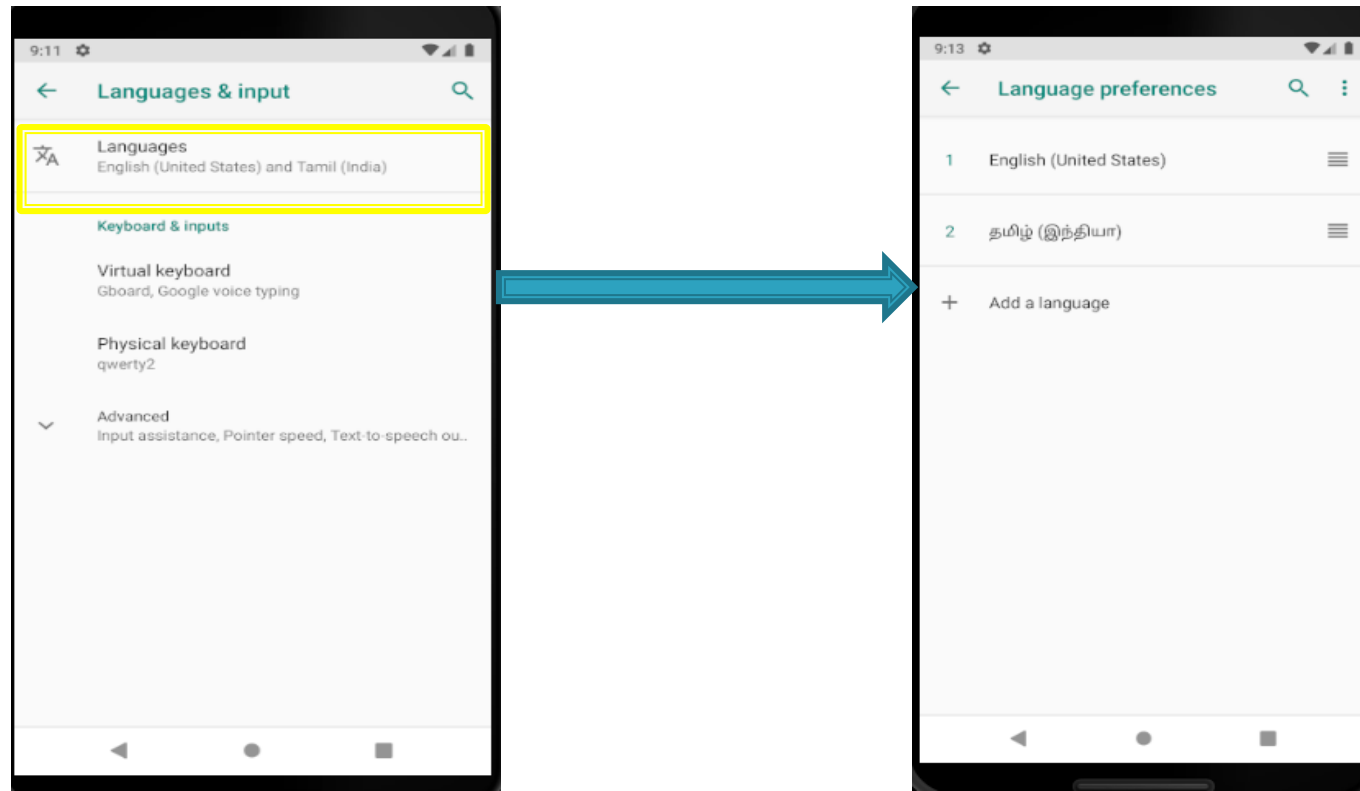 9:11
Languages & input
Languages
English (United States) and Tamil (India)
Keyboard & inputs
Virtual keyboard
Gboard, Google voice typing
Physical keyboard
qwerty2
Advanced
Input assistance, Pointer speed, Text-to-speech ou..
9:13
Language preferences
1 English (United States)
2 தமிழ் (இந்தியா)
+ Add a language